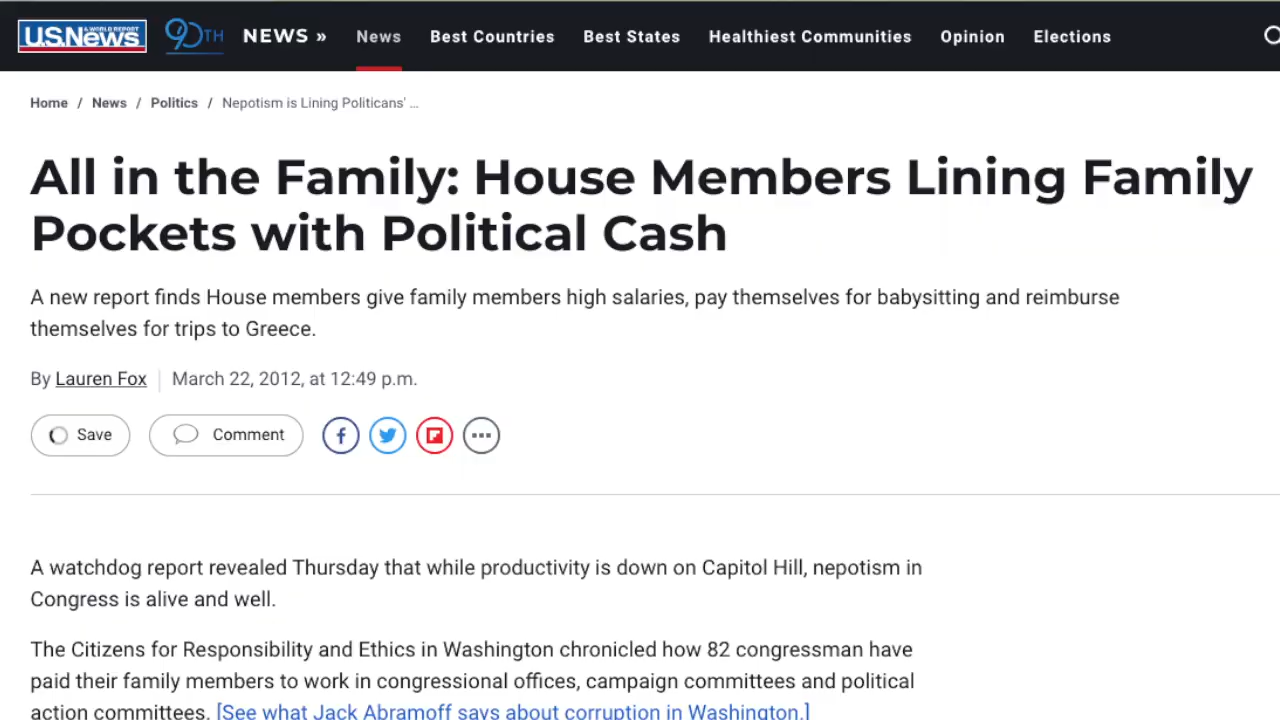 U.S.News & WORLD REPORT 90TH NEWS » News Best Countries Best States Healthiest Communities Opinion Elections
Home / News / Politics / Nepotism is Lining Politicans' ...
All in the Family: House Members Lining Family
Pockets with Political Cash
A new report finds House members give family members high salaries, pay themselves for babysitting and reimburse
themselves for trips to Greece.
By Lauren Fox | March 22, 2012, at 12:49 p.m.
Save Comment
A watchdog report revealed Thursday that while productivity is down on Capitol Hill, nepotism in
Congress is alive and well.
The Citizens for Responsibility and Ethics in Washington chronicled how 82 congressman have
paid their family members to work in congressional offices, campaign committees and political
action committees. [See what Jack Abramoff says about corruption in Washington.]